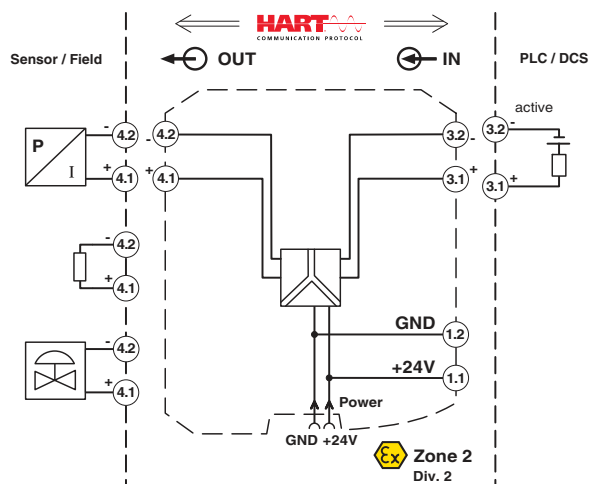 HART
COMMUNICATION PROTOCOL
Sensor / Field
OUT
IN
PLC / DCS
active
P
I
- 4.2
+ 4.1
- 4.2
+ 4.1
3.2 -
3.1 +
3.2 -
3.1 +
- 4.2
+ 4.1
- 4.2
+ 4.1
GND
1.2
+24V
1.1
Power
GND +24V
Ex
Zone 2
Div. 2